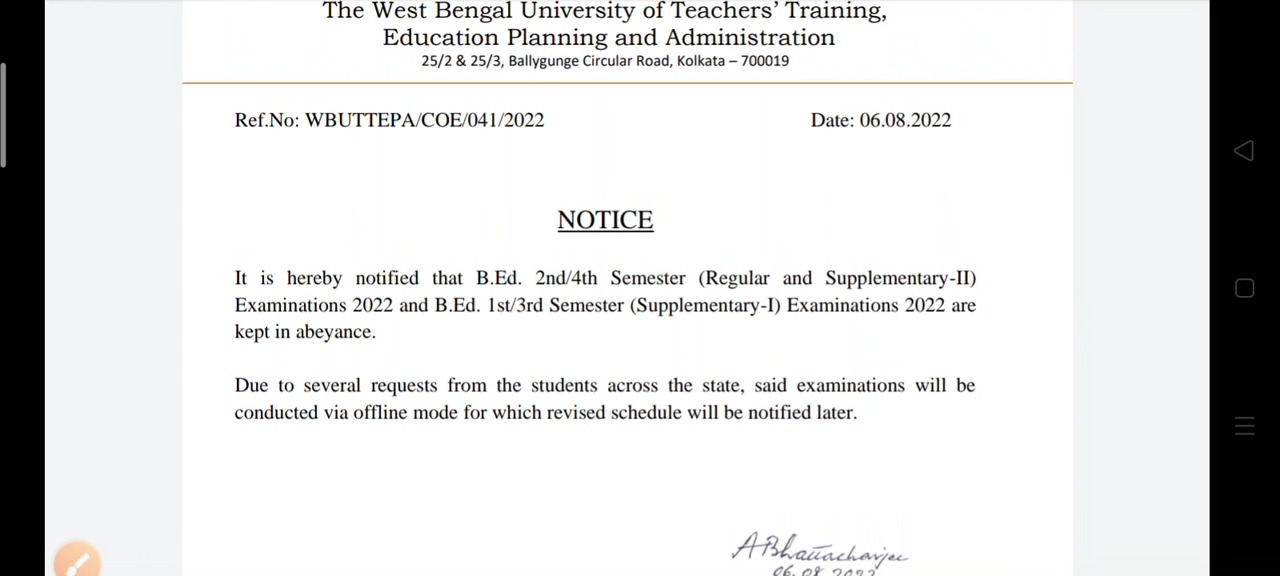 The West Bengal University of Teachers' Training,
Education Planning and Administration
25/2 & 25/3, Ballygunge Circular Road, Kolkata – 700019
Ref.No: WBUTTEPA/COE/041/2022 Date: 06.08.2022
NOTICE
It is hereby notified that B.Ed. 2nd/4th Semester (Regular and Supplementary-II)
Examinations 2022 and B.Ed. 1st/3rd Semester (Supplementary-I) Examinations 2022 are
kept in abeyance.
Due to several requests from the students across the state, said examinations will be
conducted via offline mode for which revised schedule will be notified later.
ABhattacharjee
06.08.2022